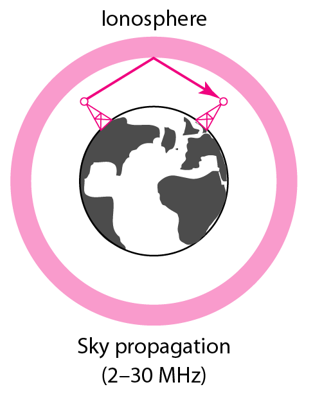 Ionosphere
Sky propagation
(2–30 MHz)